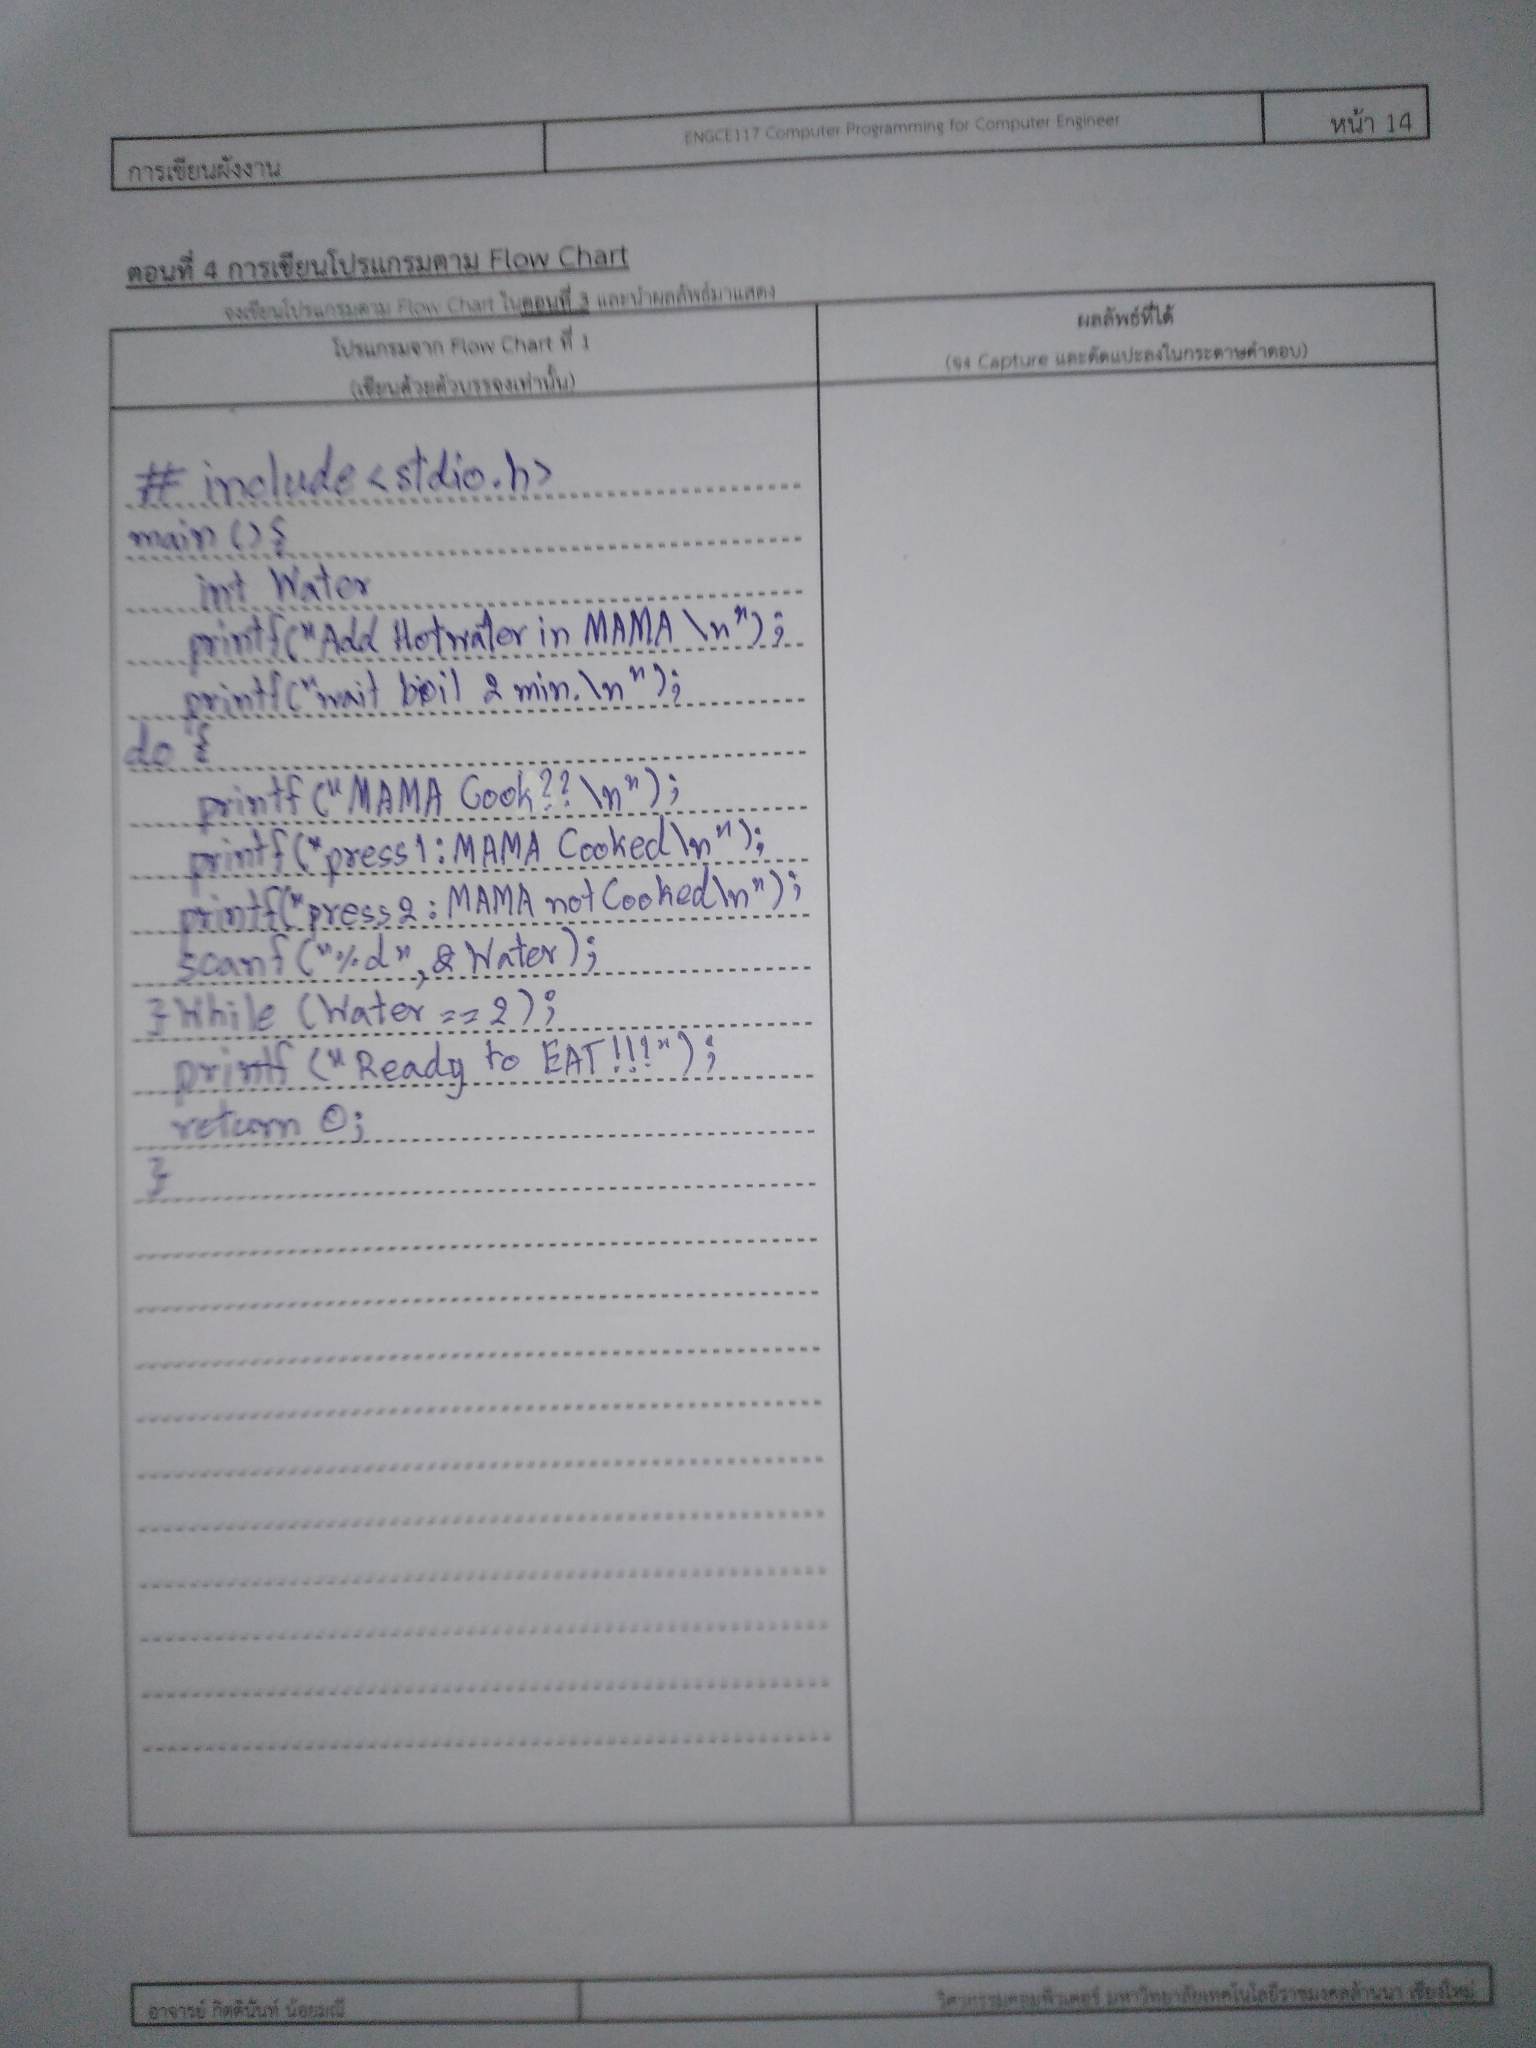 การเขียนผังงาน
ENGCE117 Computer Programming for Computer Engineer
หน้า 14
ตอนที่ 4 การเขียนโปรแกรมตาม Flow Chart
จงเขียนโปรแกรมตาม Flow Chart ในตอนที่ 3 และนำผลลัพธ์มาแสดง
โปรแกรมจาก Flow Chart ที่ 1
(เขียนด้วยตัวบรรจงเท่านั้น)
ผลลัพธ์ที่ได้
(จง Capture และตัดแปะลงในกระดาษคำตอบ)
# include<stdio.h>
main(){
int Water
printf("Add Hotwater in MAMA \n");
printf("wait boil 2 min.\n");
do {
printf("MAMA Cook??\n");
printf("press1:MAMA Cooked\n");
printf("press2:MAMA not Cooked\n");
scanf("%d",&Water);
}While (Water==2);
printf("Ready to EAT!!!");
return 0;
}
อาจารย์ กิตตินันท์ น้อยมณี
วิศวกรรมคอมพิวเตอร์ มหาวิทยาลัยเทคโนโลยีราชมงคลล้านนา เชียงใหม่